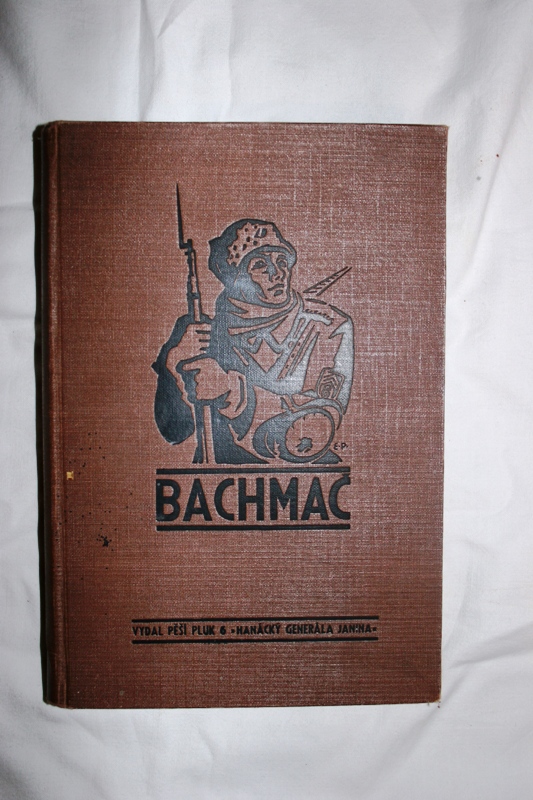 E.P.
BACHMAČ
VYDAL PĚŠÍ PLUK 6 »HANÁCKÝ GENERÁLA JANINA«